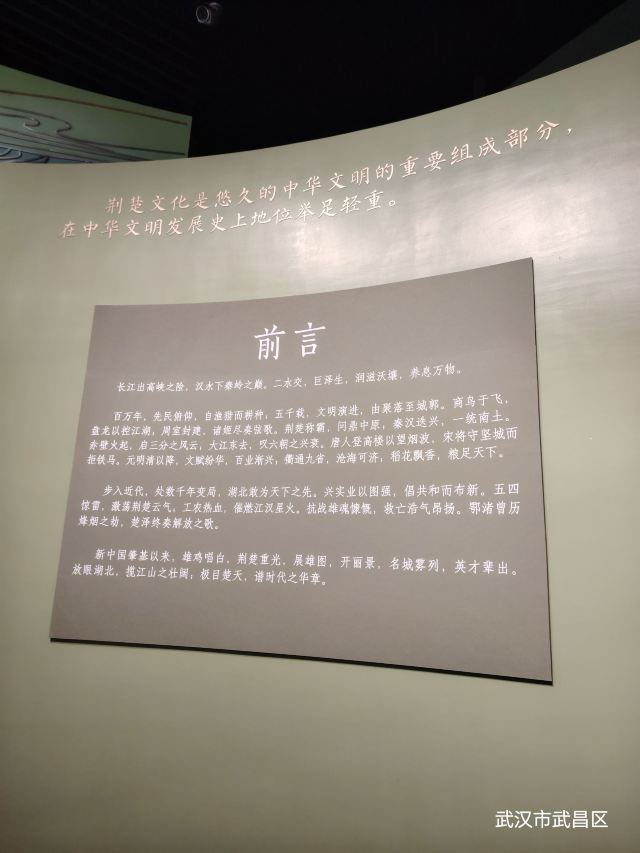 荆楚文化是悠久的中华文明的重要组成部分，
在中华文明发展史上地位举足轻重。
前言
长江出高峡之险，汉水下秦岭之巅。二水交，巨泽生，润滋沃壤，养息万物。
百万年，先民俯仰，自渔猎而耕种，五千载，文明演进，由聚落至城郭。商鸟于飞，
盘龙以控江湖，周室封建，诸姬尽奏弦歌。荆楚称霸，问鼎中原，秦汉迭兴，一统南土。
赤壁火起，启三分之风云；大江东去，叹六朝之兴衰。唐人登高楼以望烟波，宋将守坚城而
拒铁马。元明清以降，文赋纷华，百业渐兴；衢通九省，沧海可济；稻花飘香，粮足天下。
步入近代，处数千年变局，湖北敢为天下之先。兴实业以图强，倡共和而布新。五四
惊雷，激荡荆楚云气；工农热血，催燃江汉星火。抗战雄魂慷慨，救亡浩气昂扬。鄂渚曾历
烽烟之劫，楚泽终奏解放之歌。
新中国肇基以来，雄鸡唱白，荆楚重光，展雄图，开丽景，名城雾列，英才辈出。
放眼湖北，揽江山之壮阔；极目楚天，谱时代之华章。
武汉市武昌区